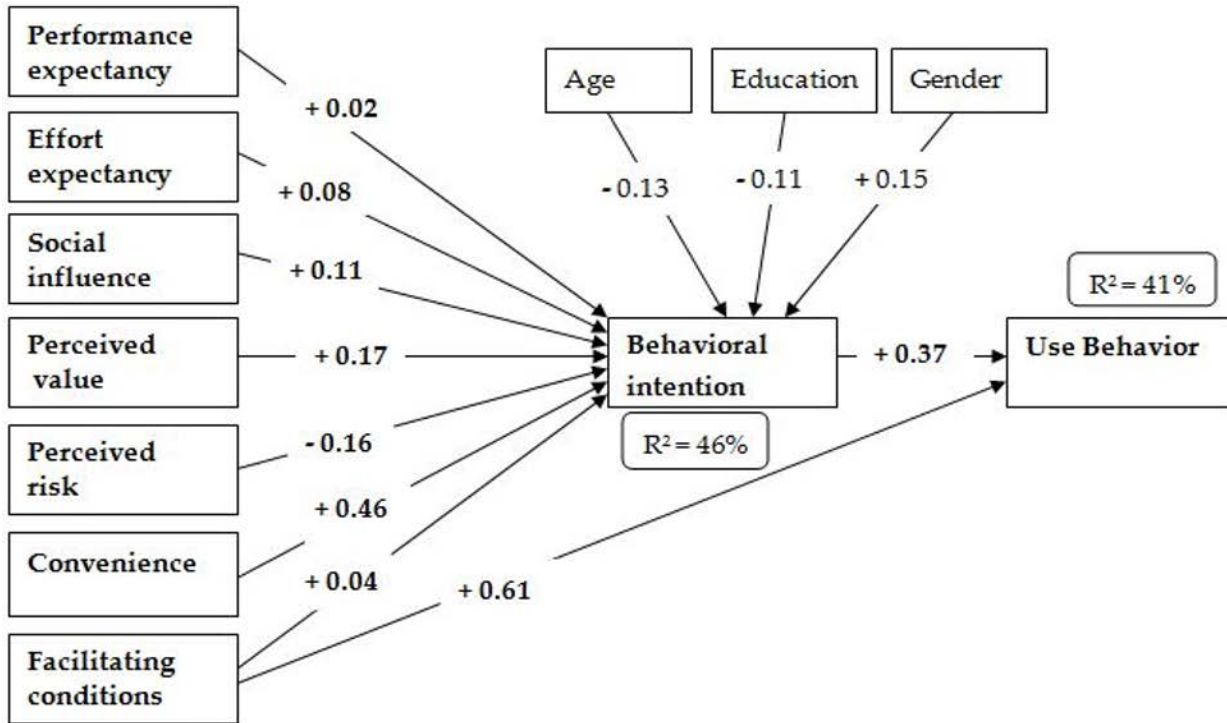 Performance
expectancy
Effort
expectancy
Social
influence
Perceived
value
Perceived
risk
Convenience
Facilitating
conditions
+ 0.02
+ 0.08
+ 0.11
+ 0.17
- 0.16
+ 0.46
+ 0.04
+ 0.61
Age
Education
Gender
- 0.13
- 0.11
+ 0.15
Behavioral
intention
R² = 46%
+ 0.37
R² = 41%
Use Behavior